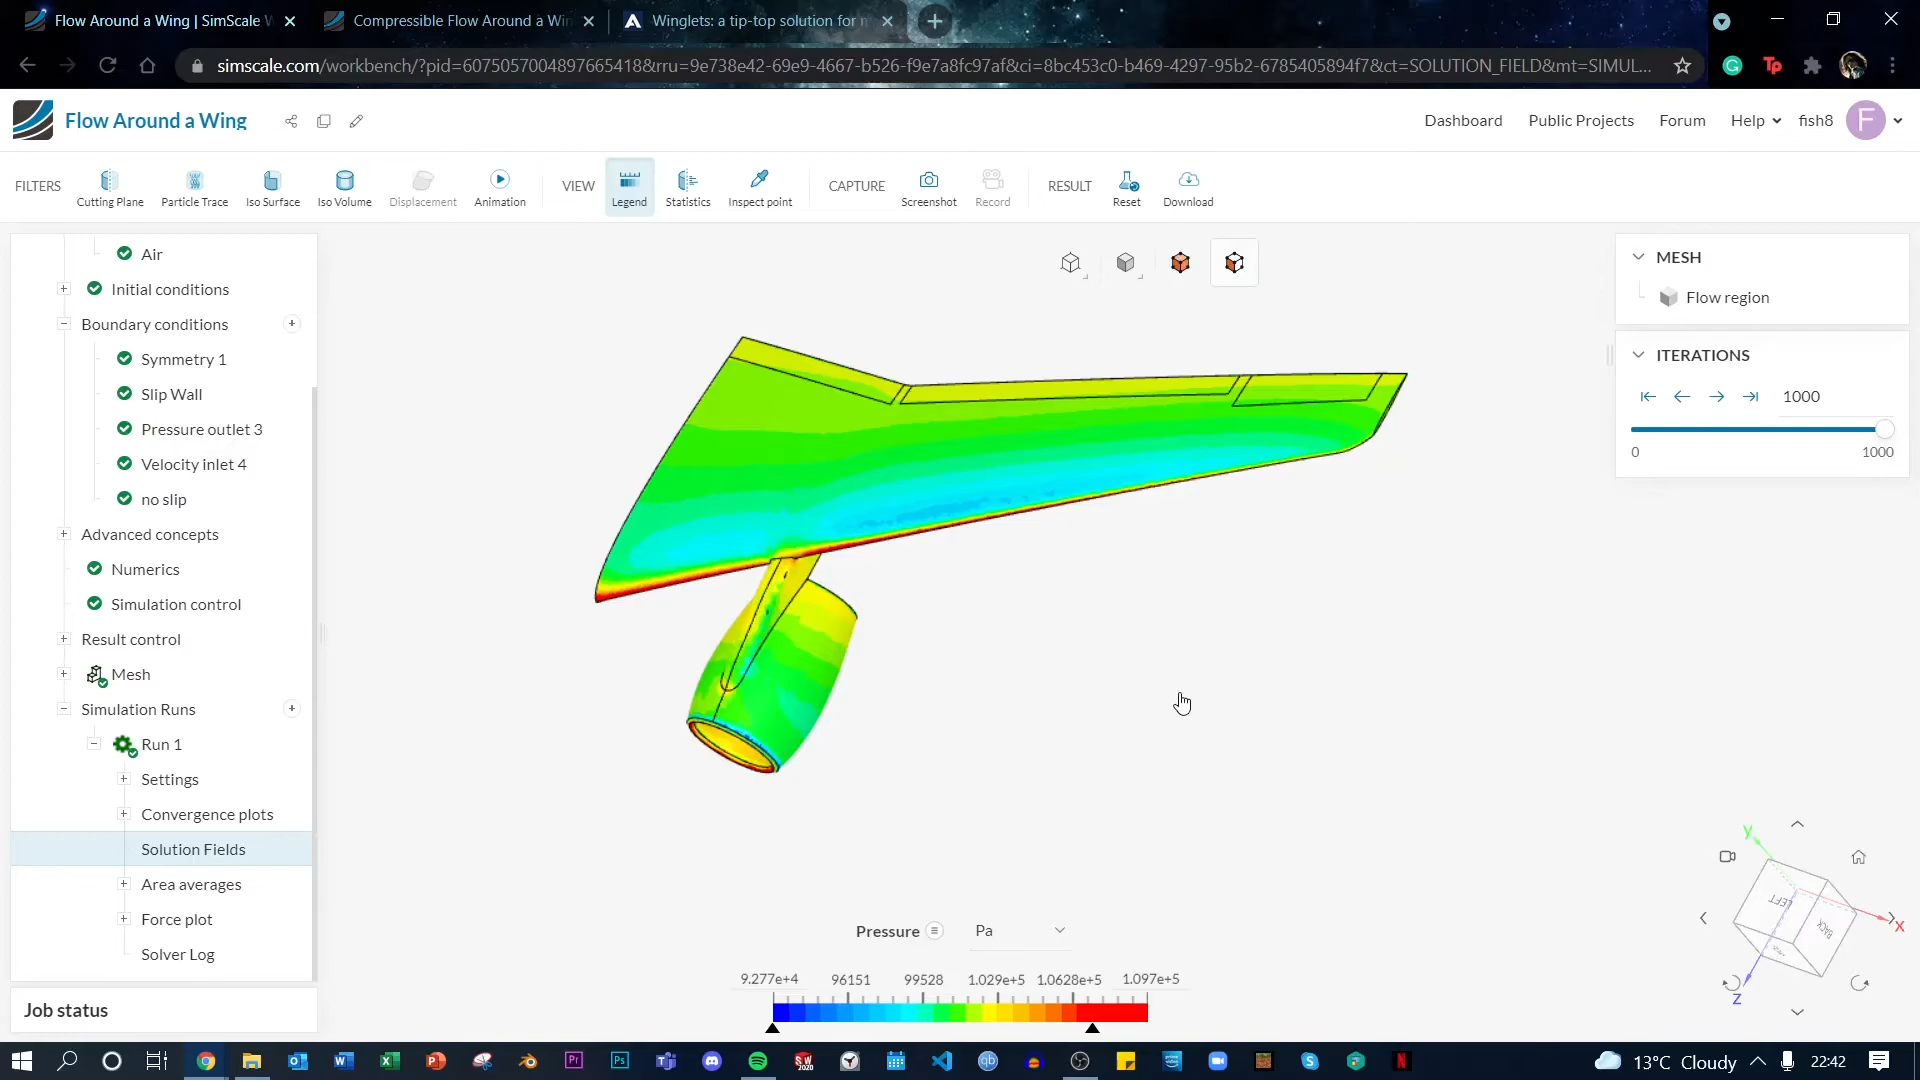 Flow Around a Wing | SimScale W
Compressible Flow Around a Win
Winglets: a tip-top solution for m
simscale.com/workbench/?pid=6075057004897665418&rru=9e738e42-69e9-4667-b526-f9e7a8fc97af&ci=8bc453c0-b469-4297-95b2-6785405894f7&ct=SOLUTION_FIELD&mt=SIMUL...
Flow Around a Wing
Dashboard
Public Projects
Forum
Help
fish8
F
FILTERS
Cutting Plane
Particle Trace
Iso Surface
Iso Volume
Displacement
Animation
VIEW
Legend
Statistics
Inspect point
CAPTURE
Screenshot
Record
RESULT
Reset
Download
Air
Initial conditions
Boundary conditions
Symmetry 1
Slip Wall
Pressure outlet 3
Velocity inlet 4
no slip
Advanced concepts
Numerics
Simulation control
Result control
Mesh
Simulation Runs
Run 1
Settings
Convergence plots
Solution Fields
Area averages
Force plot
Solver Log
Job status
MESH
Flow region
ITERATIONS
1000
0
1000
Pressure
Pa
9.277e+4
96151
99528
1.029e+5
1.0628e+5
1.097e+5
y
LEFT
BACK
X
Z
13°C Cloudy
22:42